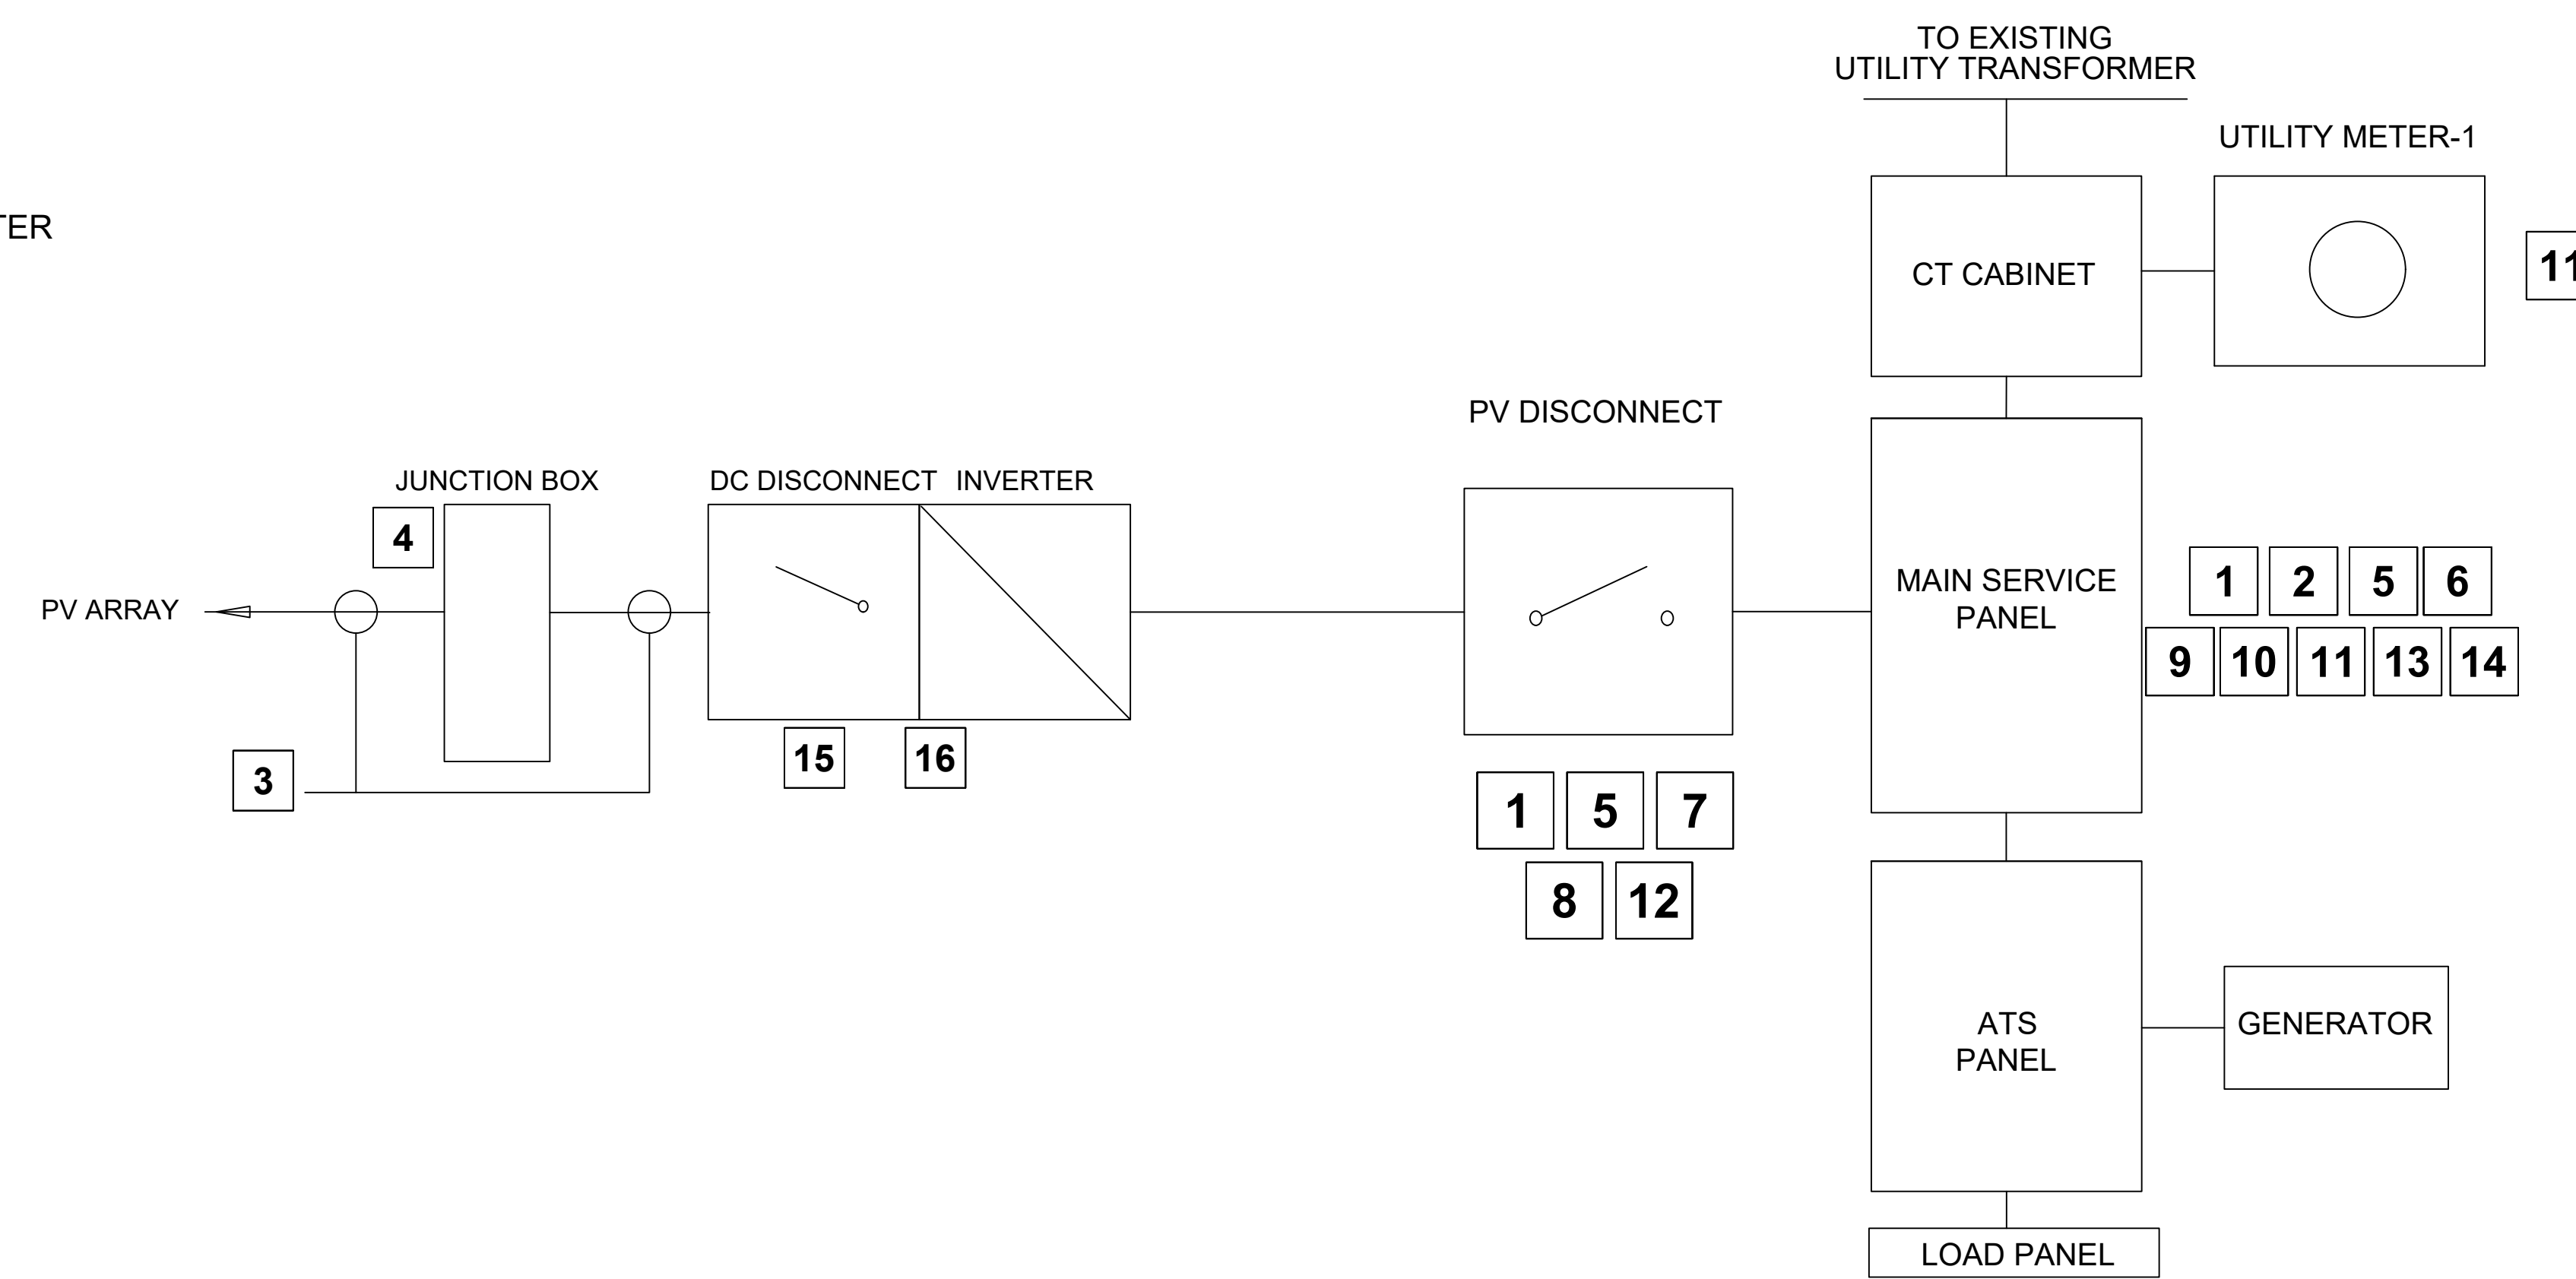 TO EXISTING
UTILITY TRANSFORMER
UTILITY METER-1
TER
CT CABINET
11
PV DISCONNECT
JUNCTION BOX
DC DISCONNECT INVERTER
4
MAIN SERVICE
PANEL
1 2 5 6
9 10 11 13 14
PV ARRAY
15 16
3
1 5 7
8 12
ATS
PANEL
GENERATOR
LOAD PANEL